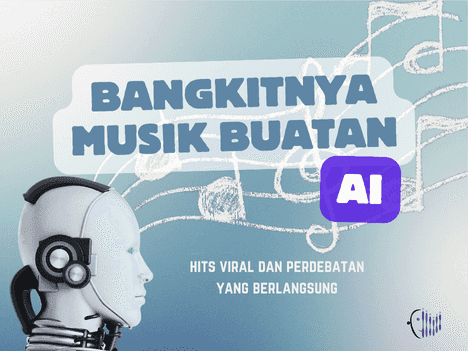 BANGKITNYA
MUSIK BUATAN
AI
HITS VIRAL DAN PERDEBATAN
YANG BERLANGSUNG